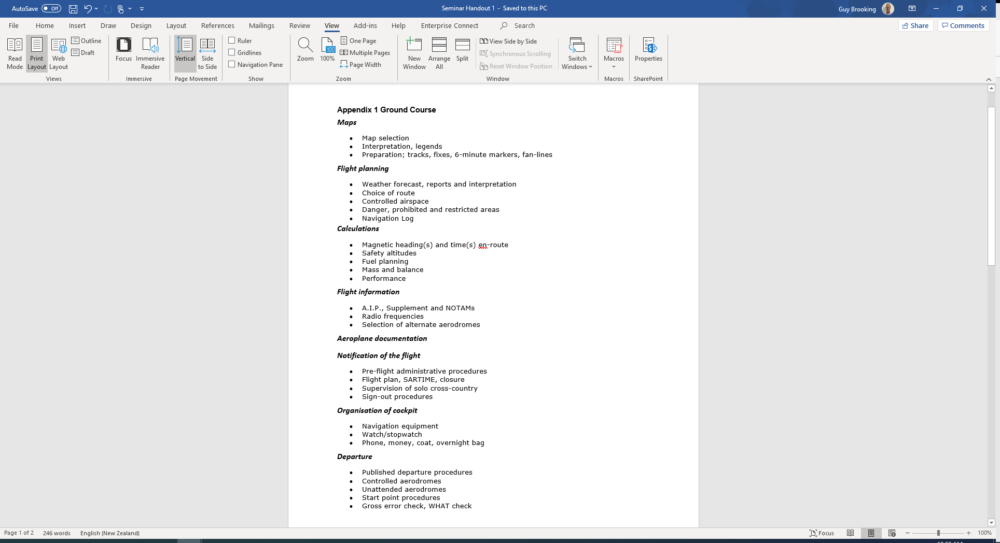 AutoSave Off Seminar Handout 1 - Saved to this PC Guy Brooking
File Home Insert Draw Design Layout References Mailings Review View Add-ins Help Enterprise Connect Search Share Comments
Read Mode
Print Layout
Web Layout
Outline
Draft
Views
Focus
Immersive Reader
Immersive
Vertical
Side to Side
Page Movement
Ruler
Gridlines
Navigation Pane
Show
Zoom
100
100%
One Page
Multiple Pages
Page Width
Zoom
New Window
Arrange All
Split
View Side by Side
Synchronous Scrolling
Reset Window Position
Switch Windows
Window
Macros
Macros
Properties
SharePoint
Appendix 1 Ground Course
Maps
• Map selection
• Interpretation, legends
• Preparation; tracks, fixes, 6-minute markers, fan-lines
Flight planning
• Weather forecast, reports and interpretation
• Choice of route
• Controlled airspace
• Danger, prohibited and restricted areas
• Navigation Log
Calculations
• Magnetic heading(s) and time(s) en-route
• Safety altitudes
• Fuel planning
• Mass and balance
• Performance
Flight information
• A.I.P., Supplement and NOTAMs
• Radio frequencies
• Selection of alternate aerodromes
Aeroplane documentation
Notification of the flight
• Pre-flight administrative procedures
• Flight plan, SARTIME, closure
• Supervision of solo cross-country
• Sign-out procedures
Organisation of cockpit
• Navigation equipment
• Watch/stopwatch
• Phone, money, coat, overnight bag
Departure
• Published departure procedures
• Controlled aerodromes
• Unattended aerodromes
• Start point procedures
• Gross error check, WHAT check
Page 1 of 2 246 words English (New Zealand) Focus 100%